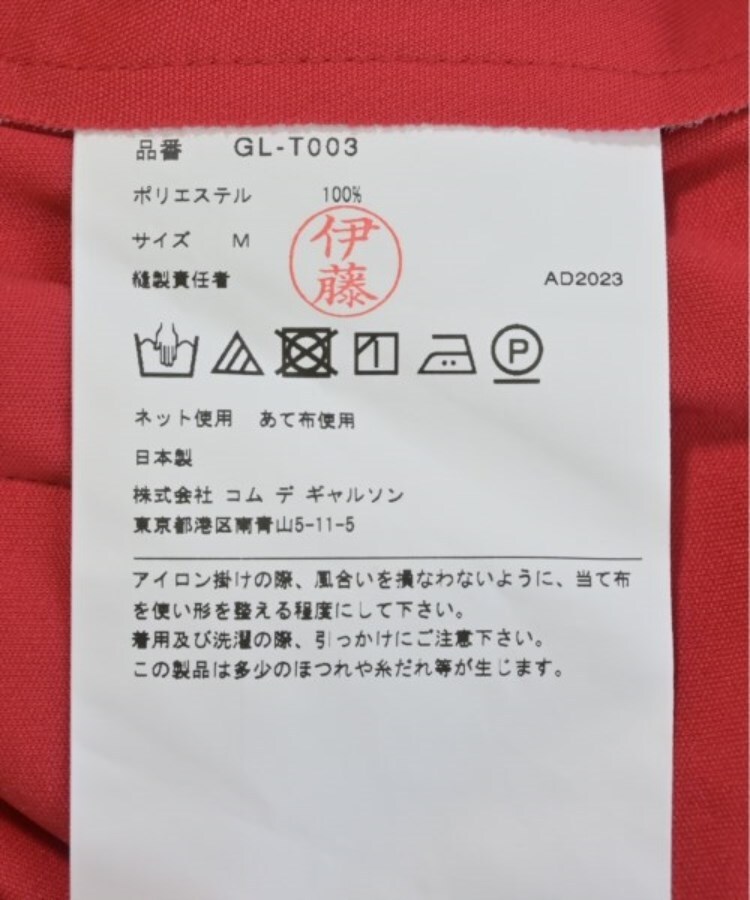 品番 GL-T003
ポリエステル 100%
サイズ M
伊藤
縫製責任者 AD2023
P
ネット使用 あて布使用
日本製
株式会社 コム デ ギャルソン
東京都港区南青山5-11-5
アイロン掛けの際、風合いを損なわないように、当て布
を使い形を整える程度にして下さい。
着用及び洗濯の際、引っかけにご注意下さい。
この製品は多少のほつれや糸だれ等が生じます。